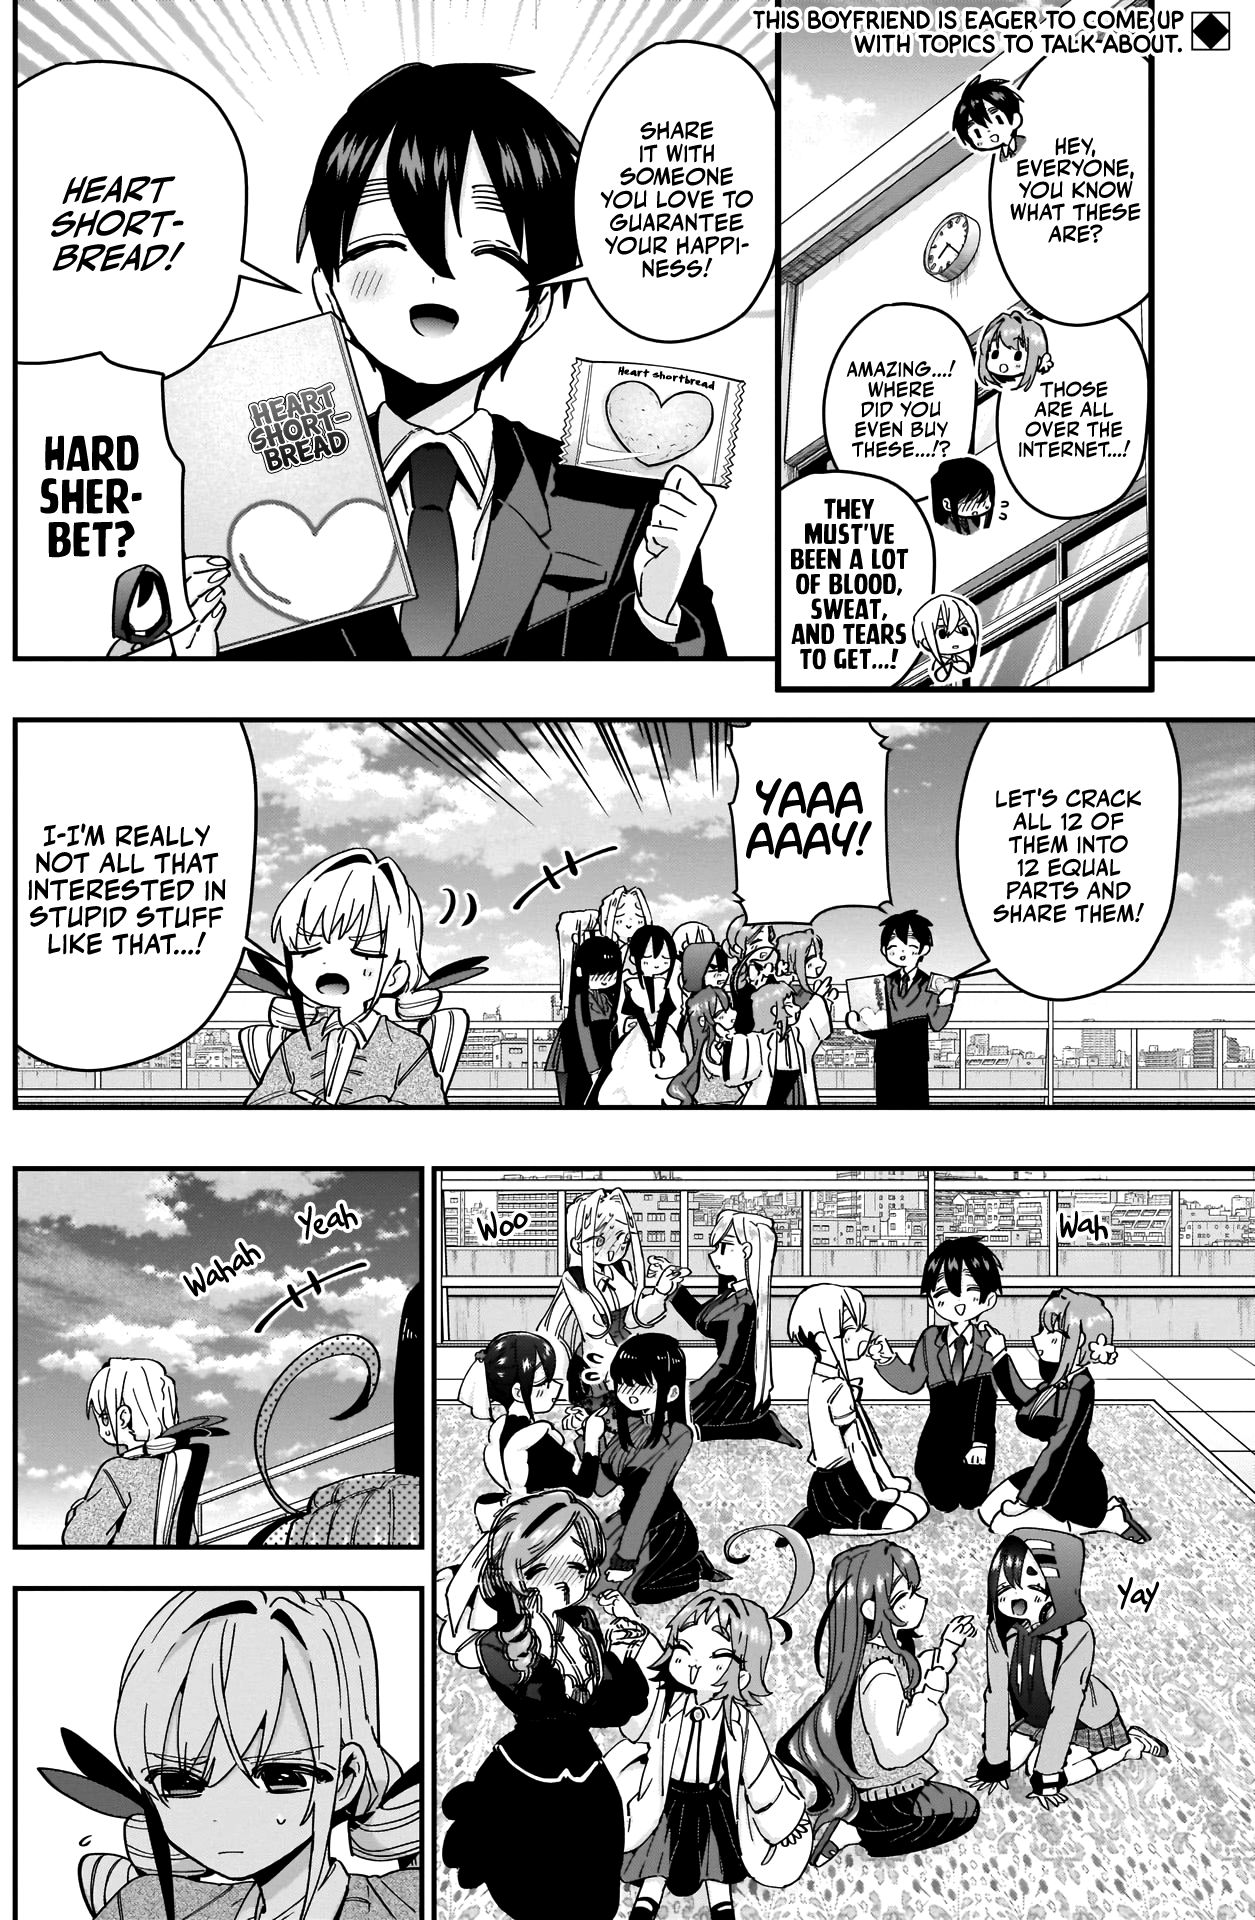 THIS BOYFRIEND IS EAGER TO COME UP
WITH TOPICS TO TALK ABOUT.
HEY,
EVERYONE,
YOU KNOW
WHAT THESE
ARE?
THOSE
ARE ALL
OVER THE
INTERNET...!
AMAZING...!
WHERE
DID YOU
EVEN BUY
THESE...!?
THEY
MUST'VE
BEEN A LOT
OF BLOOD,
SWEAT,
AND TEARS
TO GET...!
SHARE
IT WITH
SOMEONE
YOU LOVE TO
GUARANTEE
YOUR HAPPI-
NESS!
HEART
SHORT-
BREAD!
Heart shortbread
HEART
SHORT-
BREAD
HARD
SHER-
BET?
LET'S CRACK
ALL 12 OF
THEM INTO
12 EQUAL
PARTS AND
SHARE THEM!
YAAA
AAAY!
I-I'M REALLY
NOT ALL THAT
INTERESTED IN
STUPID STUFF
LIKE THAT...!
Wah
Woo
Yay
Yeah
Wahah